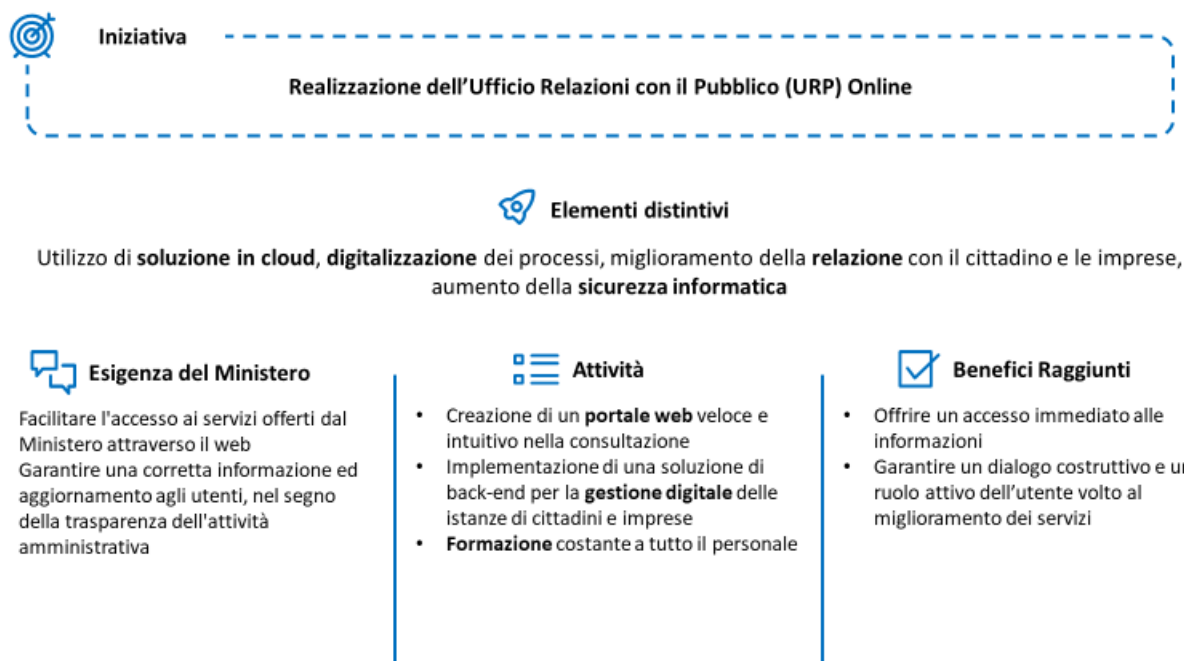 Iniziativa
Realizzazione dell'Ufficio Relazioni con il Pubblico (URP) Online
Elementi distintivi
Utilizzo di soluzione in cloud, digitalizzazione dei processi, miglioramento della relazione con il cittadino e le imprese,
aumento della sicurezza informatica
Esigenza del Ministero
Facilitare l'accesso ai servizi offerti dal
Ministero attraverso il web
Garantire una corretta informazione ed
aggiornamento agli utenti, nel segno
della trasparenza dell'attività
amministrativa
Attività
• Creazione di un portale web veloce e
intuitivo nella consultazione
• Implementazione di una soluzione di
back-end per la gestione digitale delle
istanze di cittadini e imprese
• Formazione costante a tutto il personale
Benefici Raggiunti
• Offrire un accesso immediato alle
informazioni
• Garantire un dialogo costruttivo e un
ruolo attivo dell'utente volto al
miglioramento dei servizi